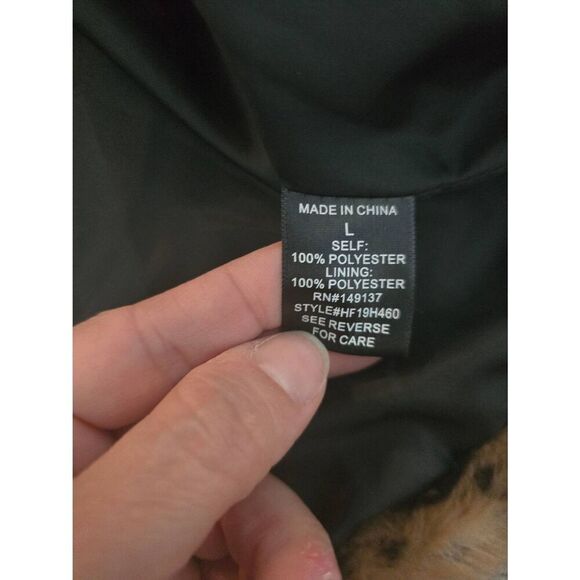 MADE IN CHINA
L
SELF:
100% POLYESTER
LINING:
100% POLYESTER
RN#149137
STYLE#HF19H460
SEE REVERSE
FOR CARE